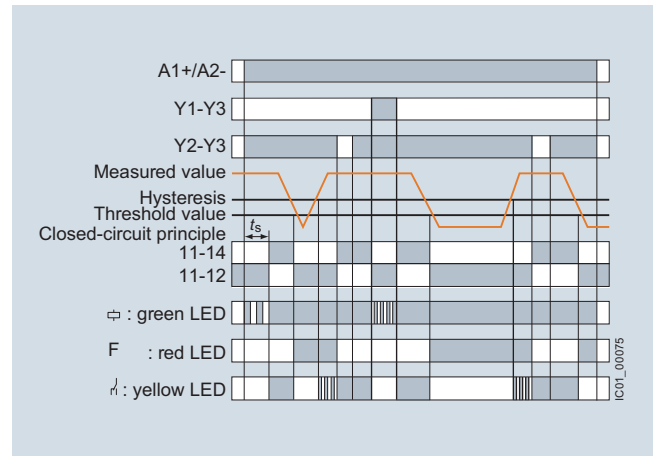 A1+/A2-
Y1-Y3
Y2-Y3
Measured value
Hysteresis
Threshold value
Closed-circuit principle
ts
11-14
11-12
: green LED
F : red LED
: yellow LED
IC01_00075